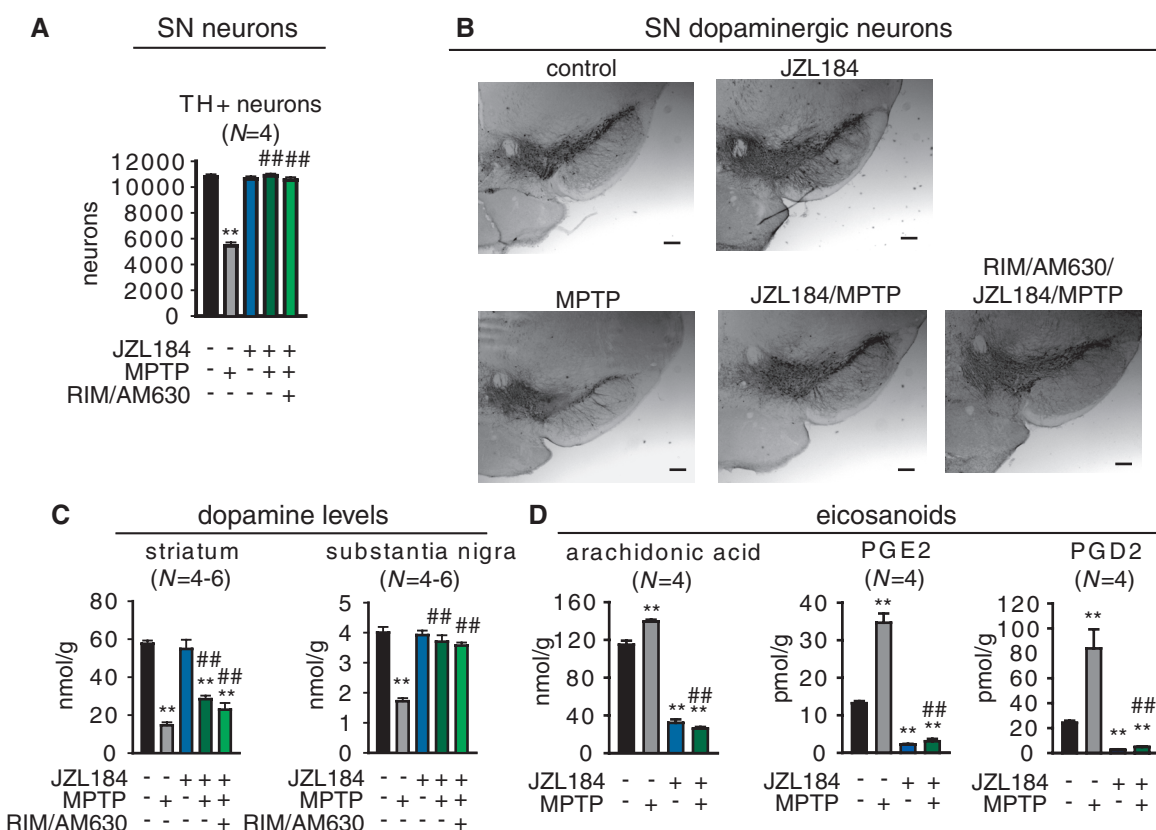 A
SN neurons
TH+ neurons
(N=4)
12000
10000
8000
6000
4000
2000
0
neurons
**
####
JZL184 - - + + +
MPTP - + - + +
RIM/AM630 - - - - +
B
SN dopaminergic neurons
control
JZL184
MPTP
JZL184/MPTP
RIM/AM630/
JZL184/MPTP
C
dopamine levels
striatum
(N=4-6)
80
60
40
20
0
nmol/g
**
##
**
##
**
JZL184 - - + + +
MPTP - + - + +
RIM/AM630 - - - - +
substantia nigra
(N=4-6)
5
4
3
2
1
0
nmol/g
**
##
##
JZL184 - - + + +
MPTP - + - + +
RIM/AM630 - - - - +
D
eicosanoids
arachidonic acid
(N=4)
160
120
80
40
0
nmol/g
**
**
##
**
JZL184 - - + +
MPTP - + - +
PGE2
(N=4)
40
30
20
10
0
pmol/g
**
**
##
**
JZL184 - - + +
MPTP - + - +
PGD2
(N=4)
120
100
80
60
40
20
0
pmol/g
**
**
##
**
JZL184 - - + +
MPTP - + - +